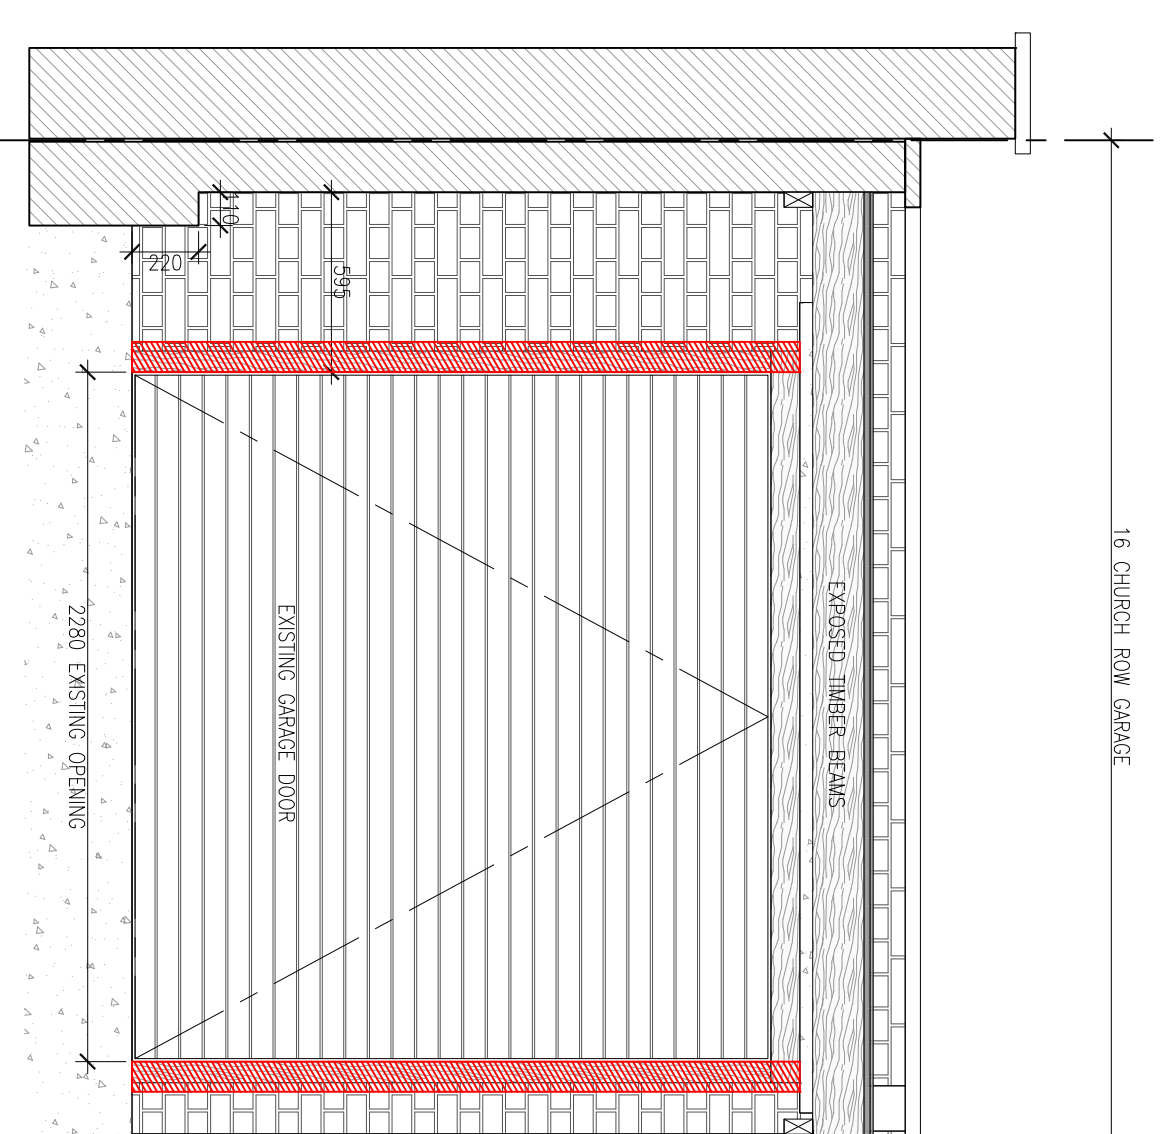 16 CHURCH ROW GARAGE
EXPOSED TIMBER BEAMS
595
110
220
EXISTING GARAGE DOOR
2280 EXISTING OPENING